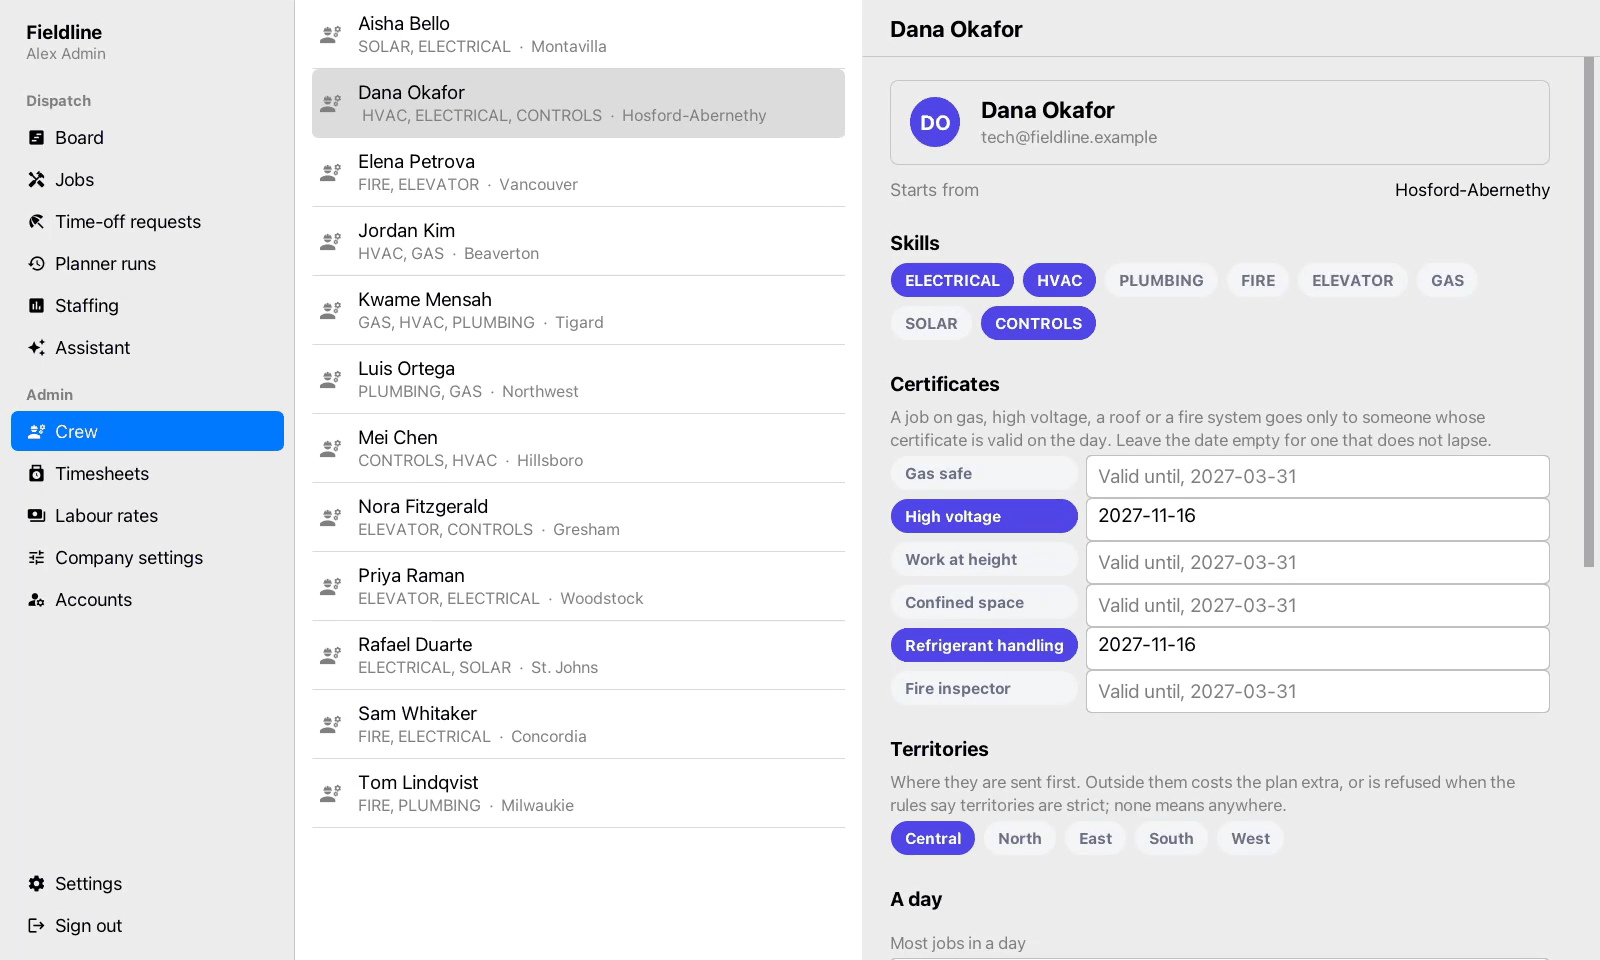 Fieldline
Alex Admin
Dispatch
Board
Jobs
Time-off requests
Planner runs
Staffing
Assistant
Admin
Crew
Timesheets
Labour rates
Company settings
Accounts
Settings
Sign out
Aisha Bello
SOLAR, ELECTRICAL · Montavilla
Dana Okafor
HVAC, ELECTRICAL, CONTROLS · Hosford-Abernethy
Elena Petrova
FIRE, ELEVATOR · Vancouver
Jordan Kim
HVAC, GAS · Beaverton
Kwame Mensah
GAS, HVAC, PLUMBING · Tigard
Luis Ortega
PLUMBING, GAS · Northwest
Mei Chen
CONTROLS, HVAC · Hillsboro
Nora Fitzgerald
ELEVATOR, CONTROLS · Gresham
Priya Raman
ELEVATOR, ELECTRICAL · Woodstock
Rafael Duarte
ELECTRICAL, SOLAR · St. Johns
Sam Whitaker
FIRE, ELECTRICAL · Concordia
Tom Lindqvist
FIRE, PLUMBING · Milwaukie
Dana Okafor
DO
Dana Okafor
tech@fieldline.example
Starts from Hosford-Abernethy
Skills
ELECTRICAL HVAC PLUMBING FIRE ELEVATOR GAS
SOLAR CONTROLS
Certificates
A job on gas, high voltage, a roof or a fire system goes only to someone whose
certificate is valid on the day. Leave the date empty for one that does not lapse.
Gas safe Valid until, 2027-03-31
High voltage 2027-11-16
Work at height Valid until, 2027-03-31
Confined space Valid until, 2027-03-31
Refrigerant handling 2027-11-16
Fire inspector Valid until, 2027-03-31
Territories
Where they are sent first. Outside them costs the plan extra, or is refused when the
rules say territories are strict; none means anywhere.
Central North East South West
A day
Most jobs in a day